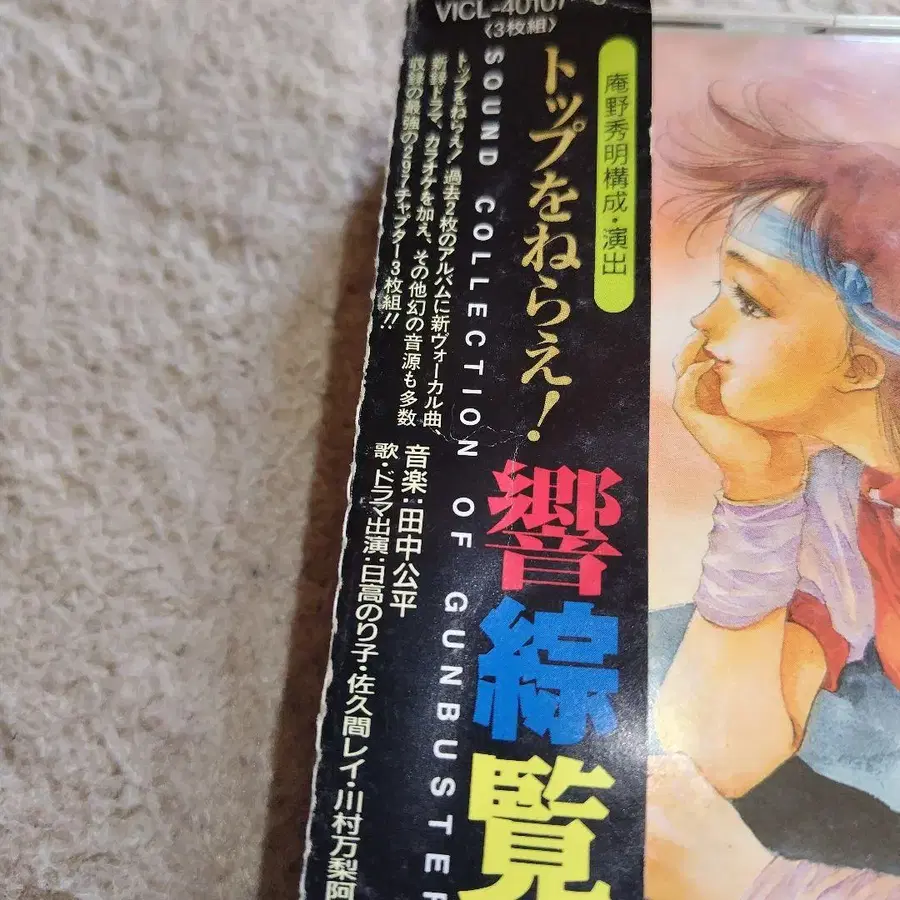 VICL-40107
〈3枚組〉
庵野秀明構成・演出
トップをねらえ!
響綜覧
SOUND COLLECTION OF GUNBUSTER
トップをねらえ!過去2枚のアルバムに新ヴォーカル曲、
新録ドラマ、カラオケを加え、その他幻の音源も多数
収録の最強の297チャプター3枚組!!
音楽:田中公平
歌・ドラマ出演:日高のり子・佐久間レイ・川村万梨阿